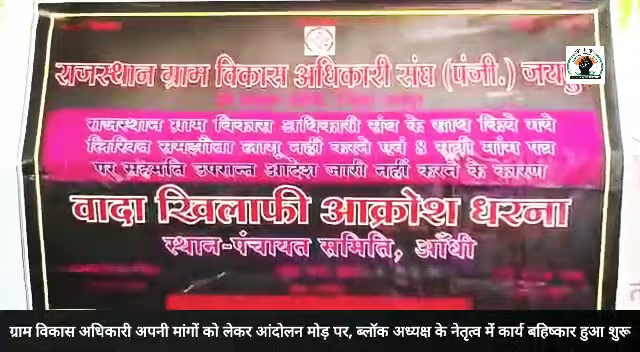 राजस्थान ग्राम विकास अधिकारी संघ (पंजी.) जयपुर
राजस्थान ग्राम विकास अधिकारी संघ के साथ किये गये
लिखित समझौता लागू नहीं करने एवं 8 सूत्री मांग पत्र
पर सहमति उपरान्त आदेश जारी नहीं करने के कारण
वादा खिलाफी आक्रोश धरना
स्थान-पंचायत समिति, आँधी
ग्राम विकास अधिकारी अपनी मांगों को लेकर आंदोलन मोड़ पर, ब्लॉक अध्यक्ष के नेतृत्व में कार्य बहिष्कार हुआ शुरू